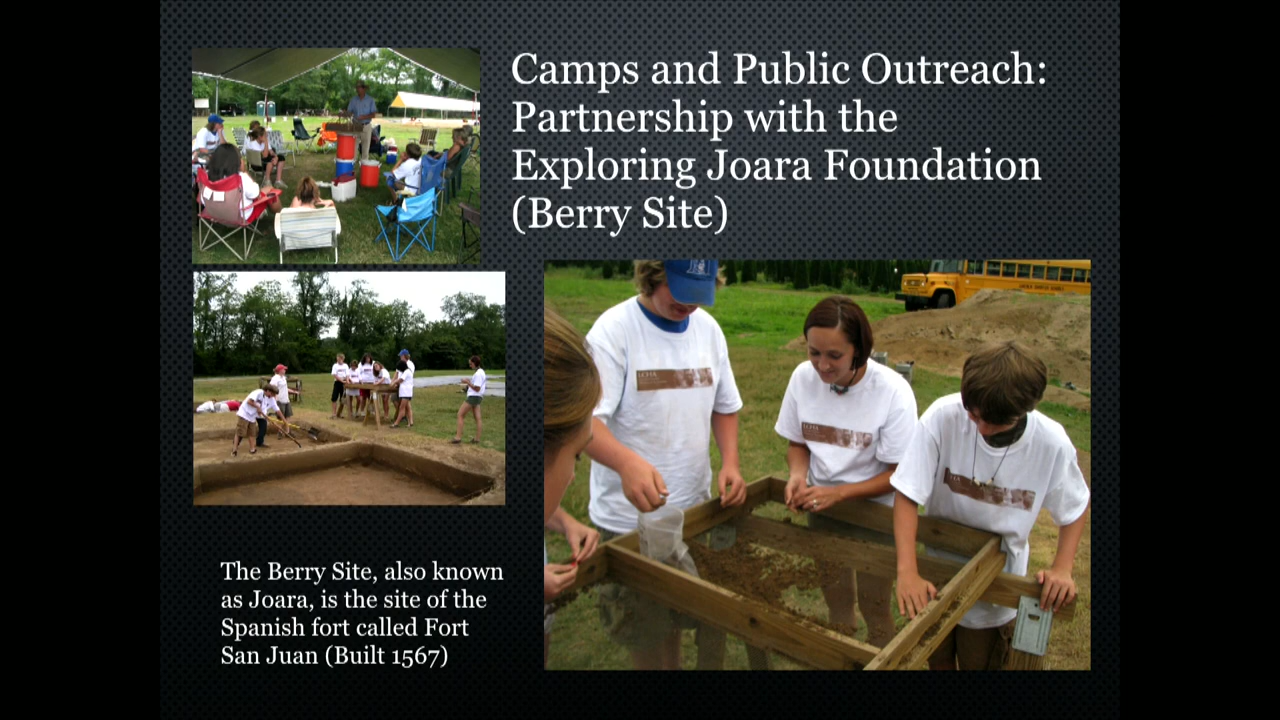 Camps and Public Outreach:
Partnership with the
Exploring Joara Foundation
(Berry Site)
The Berry Site, also known
as Joara, is the site of the
Spanish fort called Fort
San Juan (Built 1567)